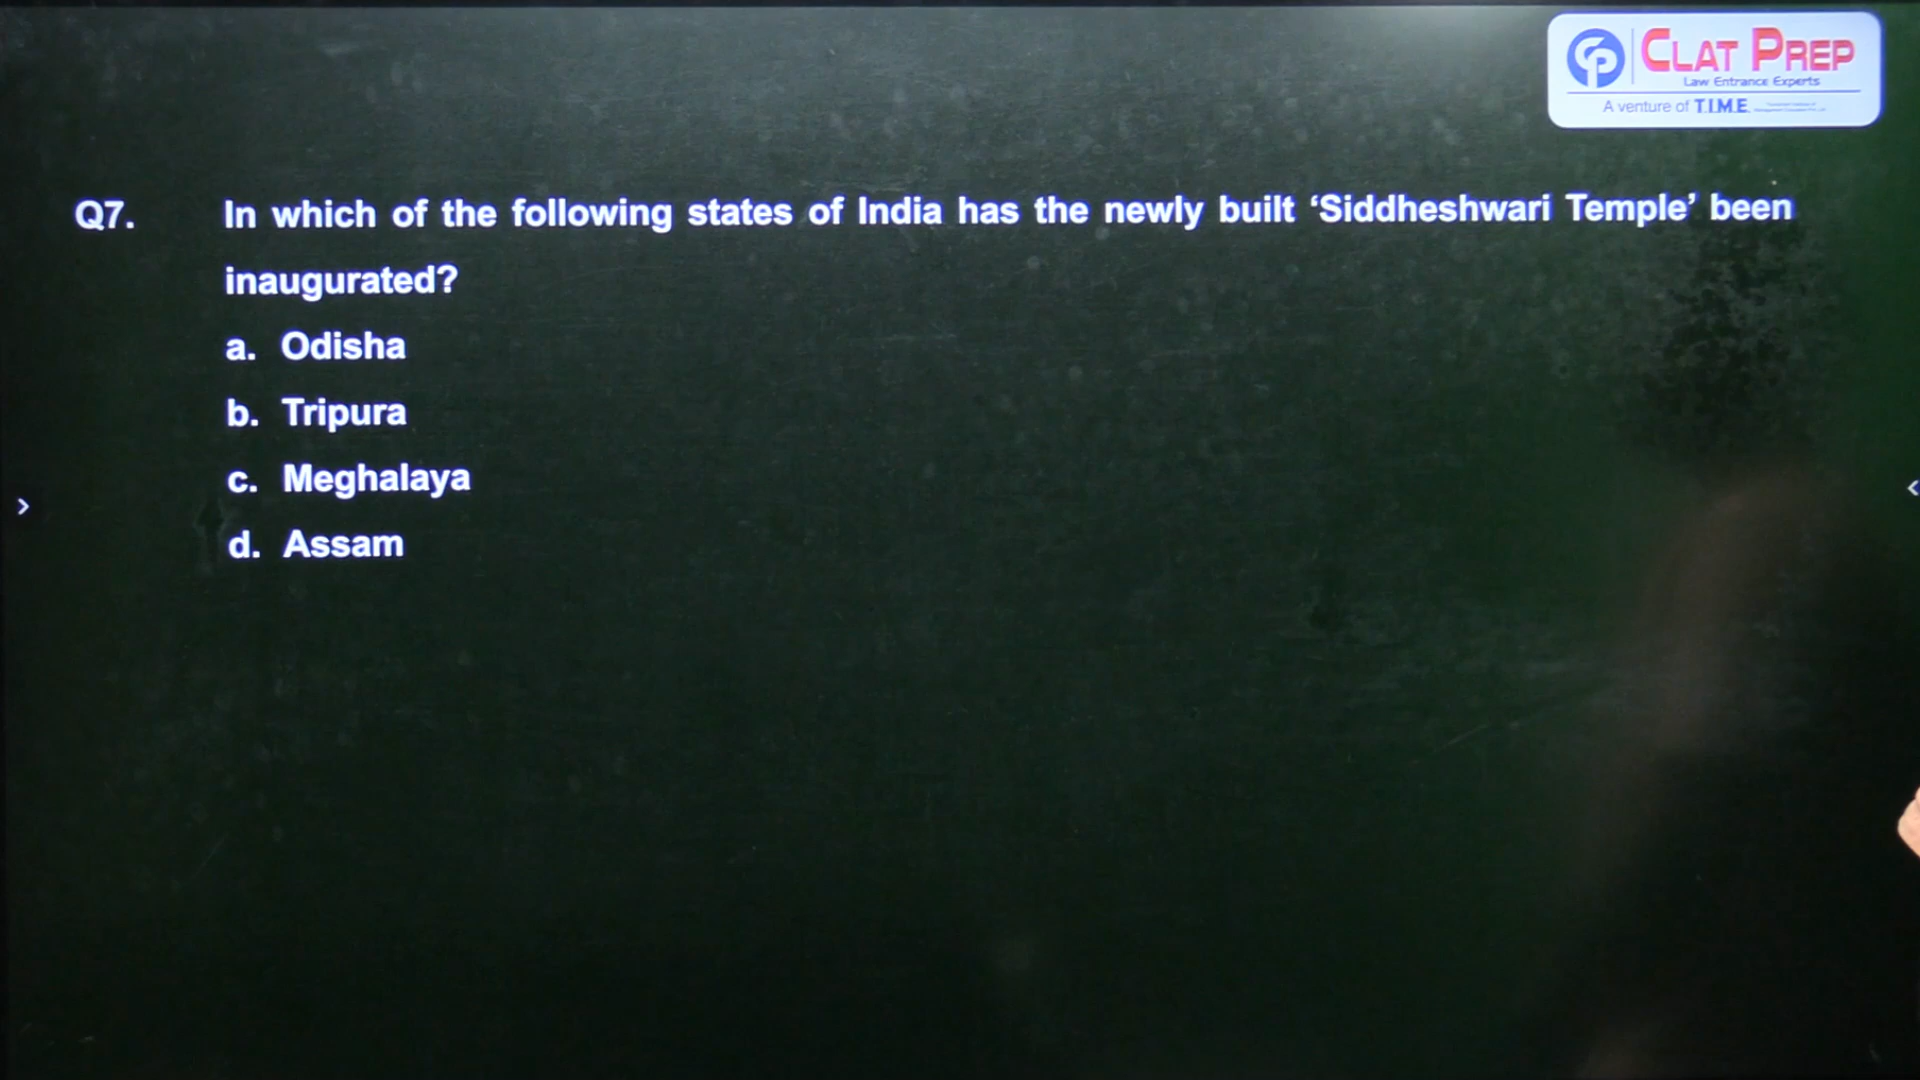 CLAT PREP
Law Entrance Experts
A venture of T.I.M.E.
Q7. In which of the following states of India has the newly built ‘Siddheshwari Temple’ been
inaugurated?
a. Odisha
b. Tripura
c. Meghalaya
d. Assam